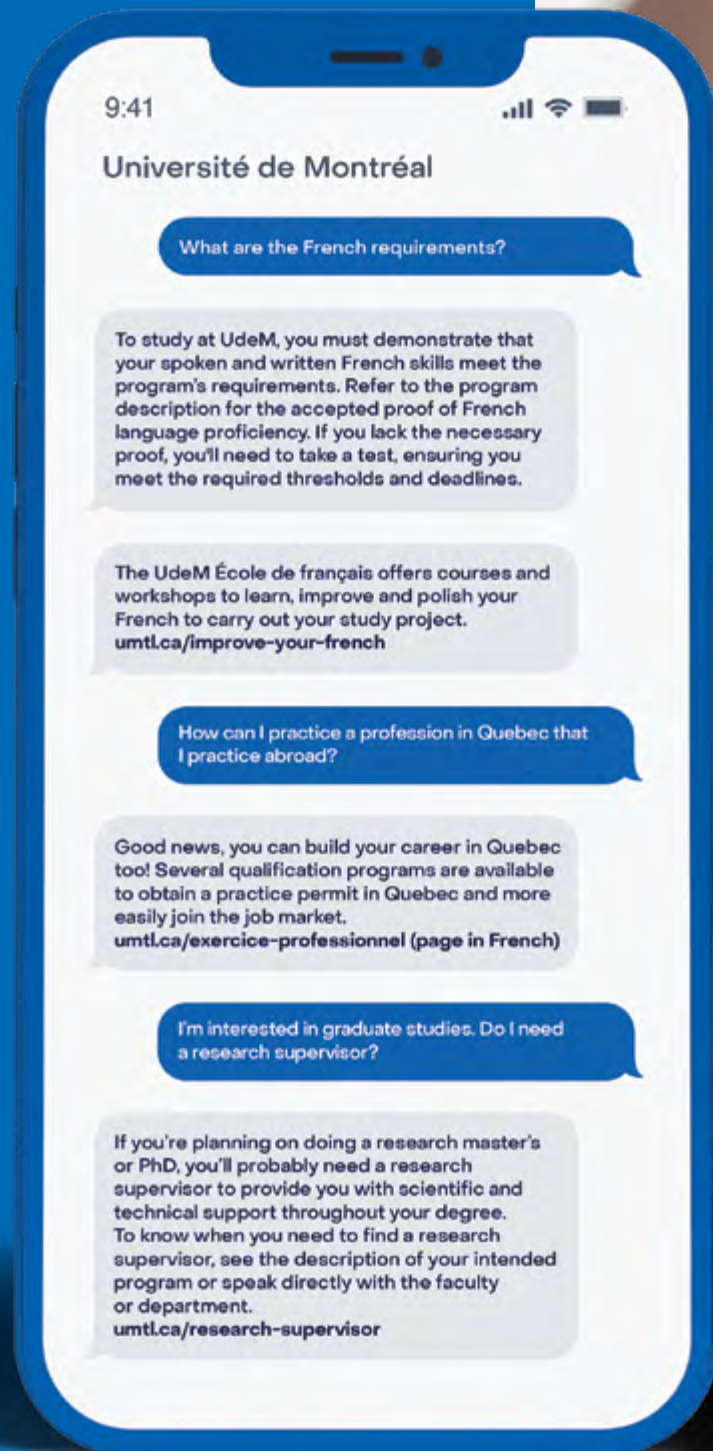 9:41
Université de Montréal
What are the French requirements?
To study at UdeM, you must demonstrate that
your spoken and written French skills meet the
program's requirements. Refer to the program
description for the accepted proof of French
language proficiency. If you lack the necessary
proof, you'll need to take a test, ensuring you
meet the required thresholds and deadlines.
The UdeM École de français offers courses and
workshops to learn, improve and polish your
French to carry out your study project.
umtl.ca/improve-your-french
How can I practice a profession in Quebec that
I practice abroad?
Good news, you can build your career in Quebec
too! Several qualification programs are available
to obtain a practice permit in Quebec and more
easily join the job market.
umtl.ca/exercice-professionnel (page in French)
I'm interested in graduate studies. Do I need
a research supervisor?
If you're planning on doing a research master's
or PhD, you'll probably need a research
supervisor to provide you with scientific and
technical support throughout your degree.
To know when you need to find a research
supervisor, see the description of your intended
program or speak directly with the faculty
or department.
umtl.ca/research-supervisor